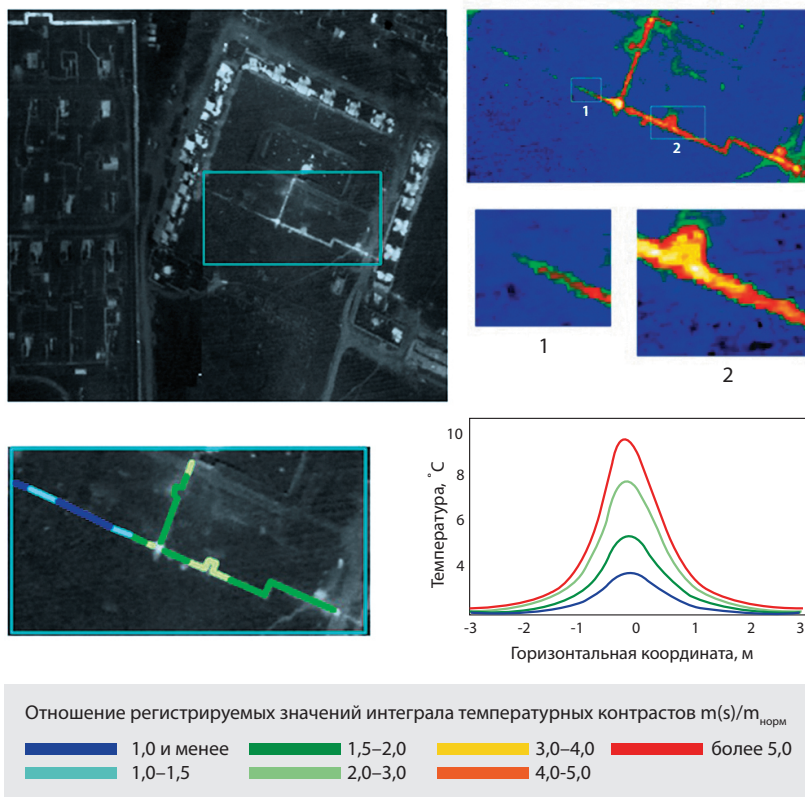 1
2
1
2
Температура, ˚С
10
8
6
4
-3 -2 -1 0 1 2 3
Горизонтальная координата, м
Отношение регистрируемых значений интеграла температурных контрастов m(s)/mнорм
1,0 и менее 1,5–2,0 3,0–4,0 более 5,0
1,0–1,5 2,0–3,0 4,0-5,0